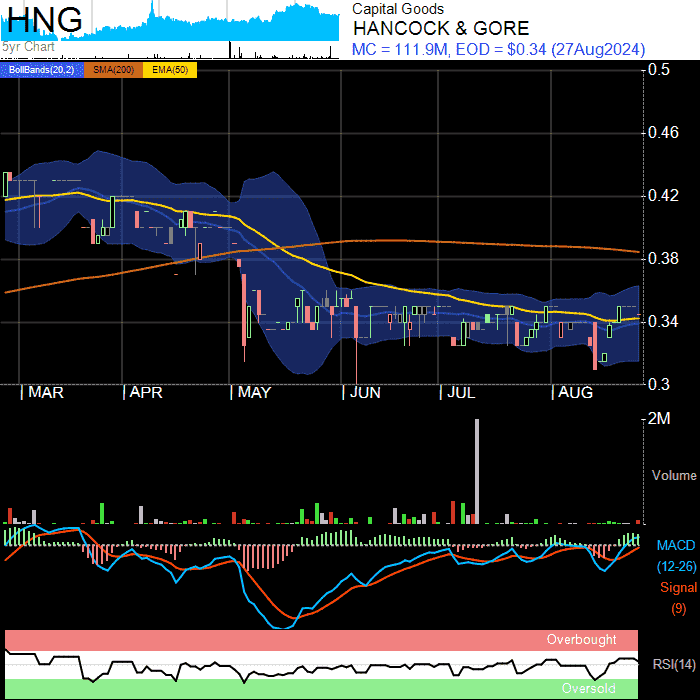 HNG
5yr Chart
Capital Goods
HANCOCK & GORE
MC = 111.9M, EOD = $0.34 (27Aug2024)
BollBands(20,2) SMA(200) EMA(50)
0.5
0.46
0.42
0.38
0.34
0.3
MAR APR MAY JUN JUL AUG
2M
Volume
MACD
(12-26)
Signal
(9)
Overbought
RSI(14)
Oversold